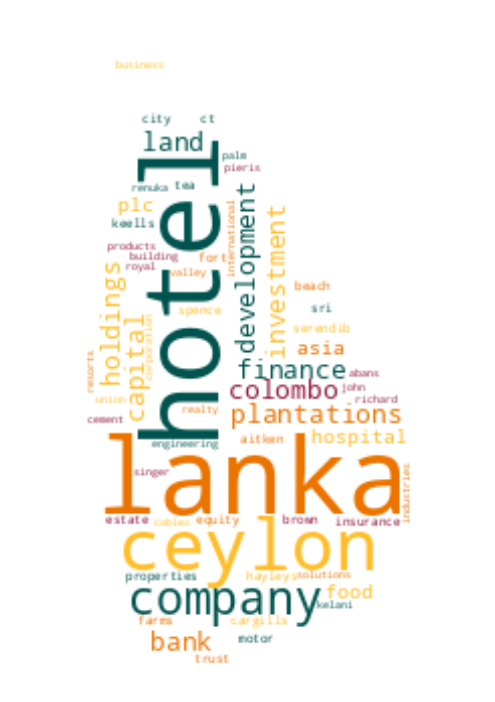 business
city ct
land
palm
pieris
renuka tea
plc
keells
hotel
international
development
investment
products
building
royal
fort
valley
holdings
capital
corporation
spence
beach
sri
serendib
asia
finance
abans
resorts
union
colombo
john
richard
realty
plantations
cement
engineering
aitken
hospital
lanka
singer
industries
estate
cables
equity
brown
insurance
ceylon
properties
hayleys
solutions
company
food
kelani
farms
cargills
bank
motor
trust